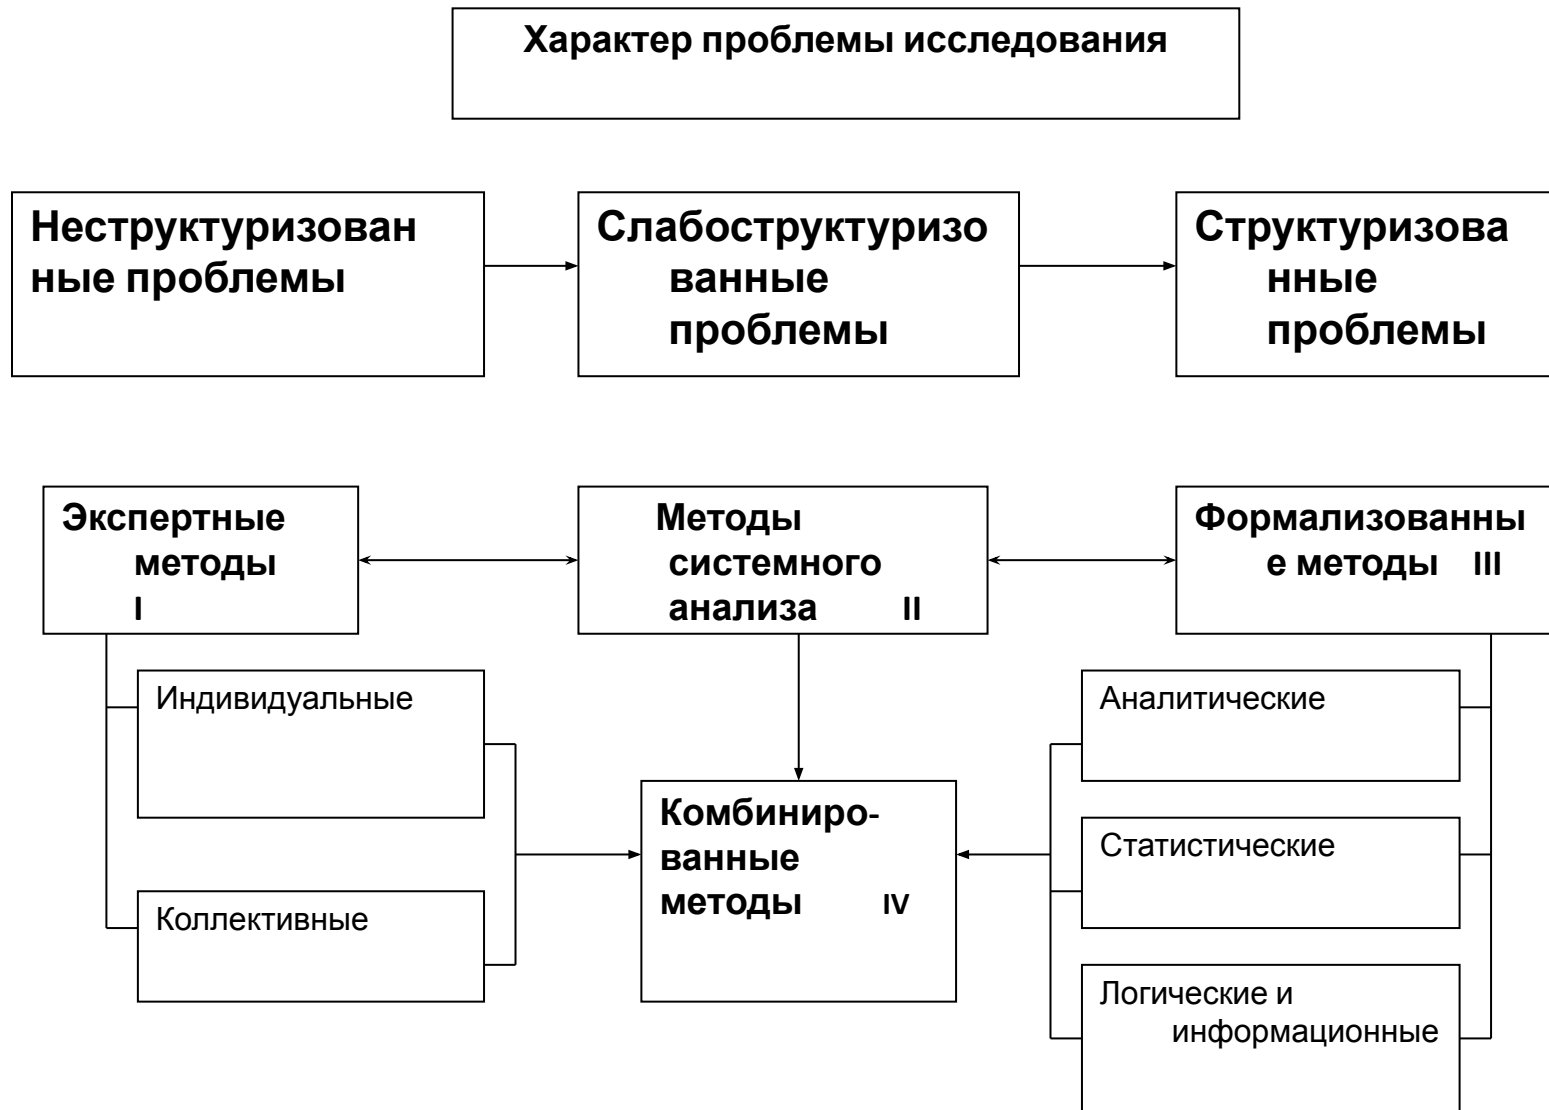 Характер проблемы исследования
Неструктуризован
ные проблемы
Слабоструктуризо
ванные
проблемы
Структуризова
нные
проблемы
Экспертные
методы
I
Методы
системного
анализа II
Формализованны
е методы III
Индивидуальные
Коллективные
Комбиниро-
ванные
методы IV
Аналитические
Статистические
Логические и
информационные